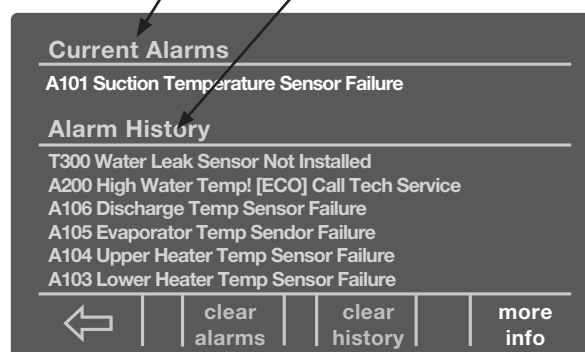 Current Alarms
A101 Suction Temperature Sensor Failure
Alarm History
T300 Water Leak Sensor Not Installed
A200 High Water Temp! [ECO] Call Tech Service
A106 Discharge Temp Sensor Failure
A105 Evaporator Temp Sendor Failure
A104 Upper Heater Temp Sensor Failure
A103 Lower Heater Temp Sensor Failure
clear alarms
clear history
more info